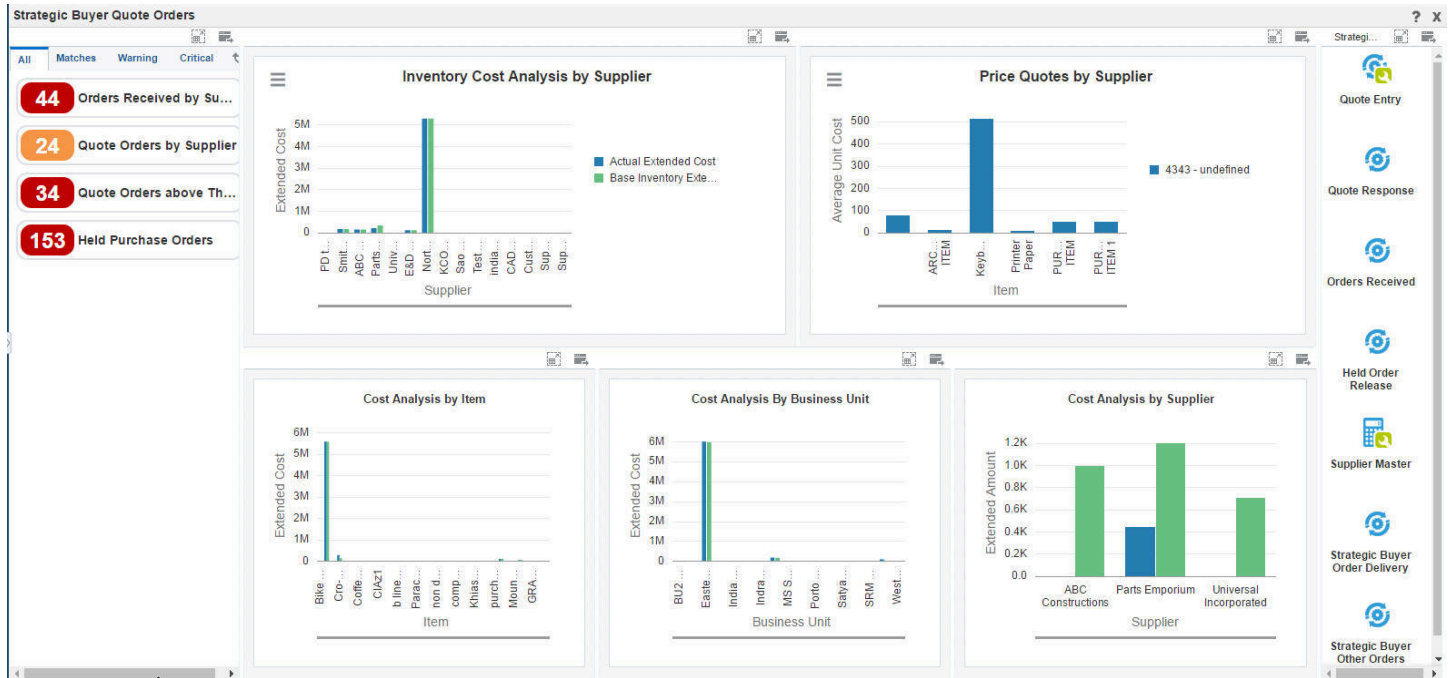 Strategic Buyer Quote Orders
? X
All Matches Warning Critical
44 Orders Received by Su...
24 Quote Orders by Supplier
34 Quote Orders above Th...
153 Held Purchase Orders
Inventory Cost Analysis by Supplier
Extended Cost
5M
4M
3M
2M
1M
0
PD t...
Smit...
ABC ...
Parts...
Univ...
E&D ...
Nort...
KCO...
Sao...
Test ...
india...
CAD...
Cust...
Sup...
Sup...
Supplier
Actual Extended Cost
Base Inventory Exte...
Price Quotes by Supplier
Average Unit Cost
500
400
300
200
100
0
ARC...
ITEM
Keyb...
Printer
Paper
PUR...
ITEM
PUR...
ITEM 1
Item
4343 - undefined
Cost Analysis by Item
Extended Cost
6M
5M
4M
3M
2M
1M
0
Bike ...
Cro-...
Coffe...
CIAz1
b line...
Parac...
non d...
comp...
Khias...
purch...
Moun...
GRA...
Item
Cost Analysis By Business Unit
Extended Cost
6M
5M
4M
3M
2M
1M
0
BU2 ...
Easte...
India ...
Indra...
MS S...
Porto ...
Satya...
SRM ...
West...
Business Unit
Cost Analysis by Supplier
Extended Amount
1.2K
1.0K
0.8K
0.6K
0.4K
0.2K
0.0
ABC
Constructions
Parts Emporium
Universal
Incorporated
Supplier
Strategi...
Quote Entry
Quote Response
Orders Received
Held Order
Release
Supplier Master
Strategic Buyer
Order Delivery
Strategic Buyer
Other Orders